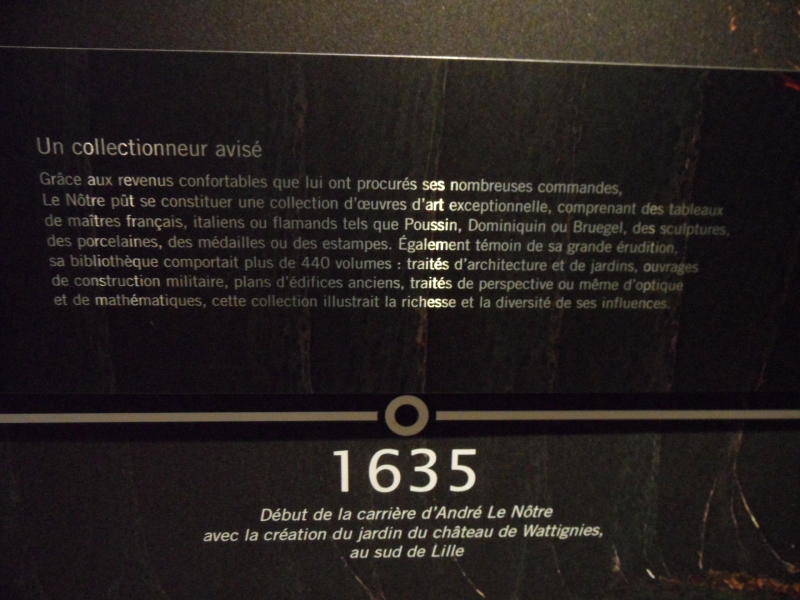 Un collectionneur avisé
Grâce aux revenus confortables que lui ont procurés ses nombreuses commandes,
Le Nôtre pût se constituer une collection d'œuvres d'art exceptionnelle, comprenant des tableaux
de maîtres français, italiens ou flamands tels que Poussin, Dominiquin ou Bruegel, des sculptures,
des porcelaines, des médailles ou des estampes. Également témoin de sa grande érudition,
sa bibliothèque comportait plus de 440 volumes : traités d'architecture et de jardins, ouvrages
de construction militaire, plans d'édifices anciens, traités de perspective ou même d'optique
et de mathématiques, cette collection illustrait la richesse et la diversité de ses influences.
1635
Début de la carrière d'André Le Nôtre
avec la création du jardin du château de Wattignies,
au sud de Lille